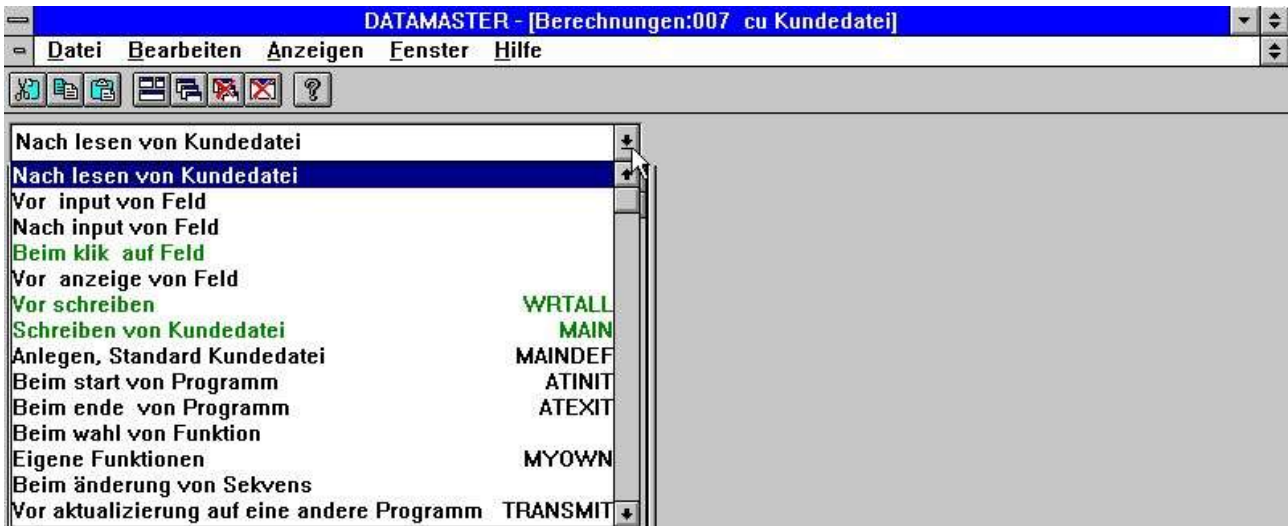 DATAMASTER - [Berechnungen:007  cu Kundedatei]
Datei Bearbeiten Anzeigen Fenster Hilfe
?
Nach lesen von Kundedatei
Nach lesen von Kundedatei
Vor  input von Feld
Nach input von Feld
Beim klik  auf Feld
Vor  anzeige von Feld
Vor schreiben WRTALL
Schreiben von Kundedatei MAIN
Anlegen, Standard Kundedatei MAINDEF
Beim start von Programm ATINIT
Beim ende  von Programm ATEXIT
Beim wahl von Funktion
Eigene Funktionen MYOWN
Beim änderung von Sekvens
Vor aktualizierung auf eine andere Programm TRANSMIT